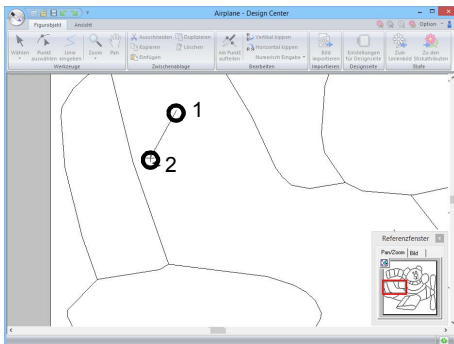 Airplane - Design Center
Figurobjekt Ansicht
Option
Wählen
Punkt auswählen
Linie eingeben
Zoom
Pan
Werkzeuge
Ausschneiden
Duplizieren
Kopieren
Löschen
Einfügen
Zwischenablage
Am Punkt aufteilen
Vertikal kippen
Horizontal kippen
Numerisch Eingabe
Bearbeiten
Bild importieren
Importieren
Einstellungen für Designseite
Designseite
Zum Linienbild
Zu den Stickattributen
Stufe
1
2
Referenzfenster
Pan/Zoom Bild